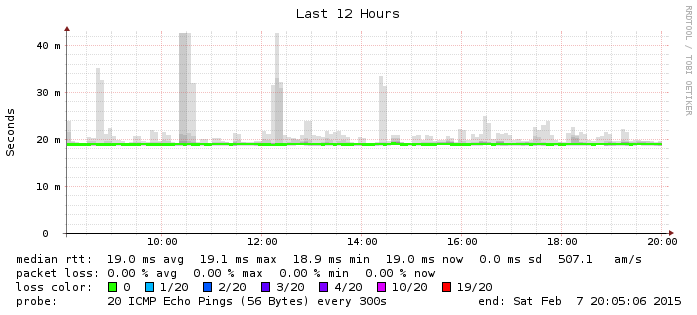 Last 12 Hours
RRDTOOL / TOBI OETIKER
Seconds
40 m
30 m
20 m
10 m
0
10:00 12:00 14:00 16:00 18:00 20:00
median rtt: 19.0 ms avg 19.1 ms max 18.9 ms min 19.0 ms now 0.0 ms sd 507.1 am/s
packet loss: 0.00 % avg 0.00 % max 0.00 % min 0.00 % now
loss color: 0 1/20 2/20 3/20 4/20 10/20 19/20
probe: 20 ICMP Echo Pings (56 Bytes) every 300s end: Sat Feb 7 20:05:06 2015